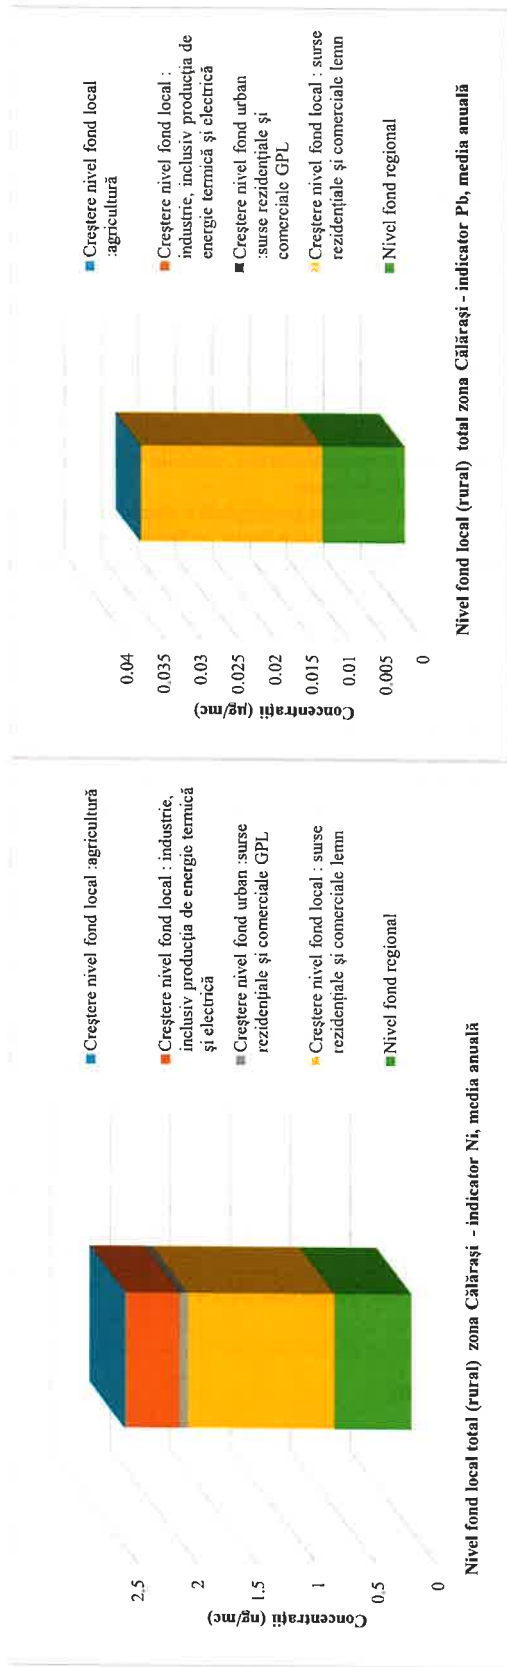 2.5
2
1.5
1
0.5
0
Concentrații (ng/mc)
Creștere nivel fond local :agricultură
Creștere nivel fond local : industrie,
inclusiv producția de energie termică
și electrică
Creștere nivel fond urban :surse
rezidențiale și comerciale GPL
Creștere nivel fond local : surse
rezidențiale și comerciale lemn
Nivel fond regional
Nivel fond local total (rural) zona Călărași - indicator Ni, media anuală
0.04
0.035
0.03
0.025
0.02
0.015
0.01
0.005
0
Concentrații (µg/mc)
Creștere nivel fond local
:agricultură
Creștere nivel fond local :
industrie, inclusiv producția de
energie termică și electrică
Creștere nivel fond urban
:surse rezidențiale și
comerciale GPL
Creștere nivel fond local : surse
rezidențiale și comerciale lemn
Nivel fond regional
Nivel fond local (rural) total zona Călărași - indicator Pb, media anuală